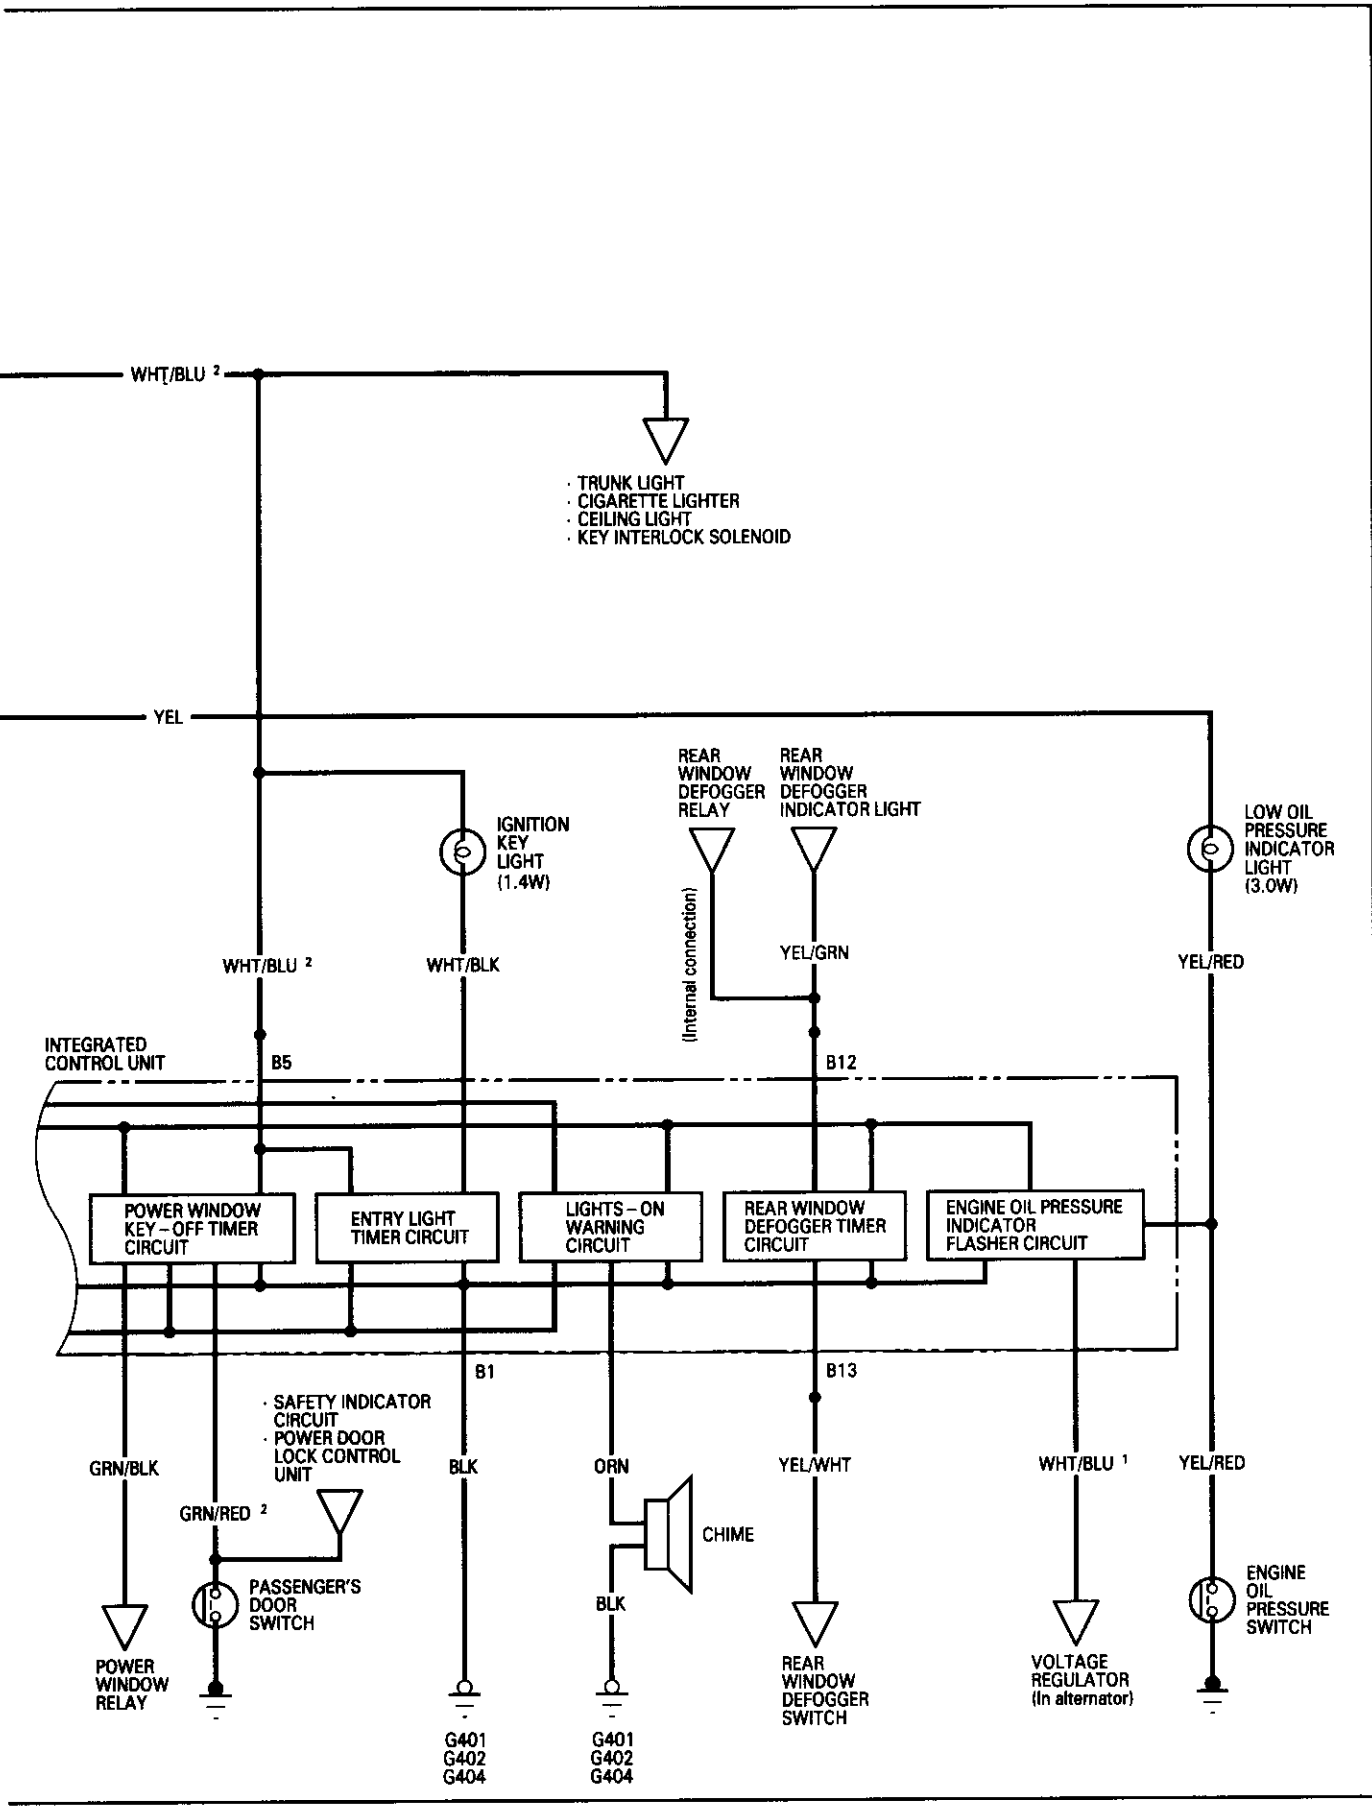 WHT/BLU 2
· TRUNK LIGHT
· CIGARETTE LIGHTER
· CEILING LIGHT
· KEY INTERLOCK SOLENOID
YEL
REAR
WINDOW
DEFOGGER
RELAY
REAR
WINDOW
DEFOGGER
INDICATOR LIGHT
IGNITION
KEY
LIGHT
(1.4W)
LOW OIL
PRESSURE
INDICATOR
LIGHT
(3.0W)
(Internal connection)
WHT/BLU 2
WHT/BLK
YEL/GRN
YEL/RED
INTEGRATED
CONTROL UNIT
B5
B12
POWER WINDOW
KEY – OFF TIMER
CIRCUIT
ENTRY LIGHT
TIMER CIRCUIT
LIGHTS – ON
WARNING
CIRCUIT
REAR WINDOW
DEFOGGER TIMER
CIRCUIT
ENGINE OIL PRESSURE
INDICATOR
FLASHER CIRCUIT
B1
B13
· SAFETY INDICATOR
CIRCUIT
· POWER DOOR
LOCK CONTROL
UNIT
GRN/BLK
GRN/RED 2
BLK
ORN
YEL/WHT
WHT/BLU 1
YEL/RED
CHIME
PASSENGER'S
DOOR
SWITCH
BLK
ENGINE
OIL
PRESSURE
SWITCH
POWER
WINDOW
RELAY
REAR
WINDOW
DEFOGGER
SWITCH
VOLTAGE
REGULATOR
(In alternator)
G401
G402
G404
G401
G402
G404